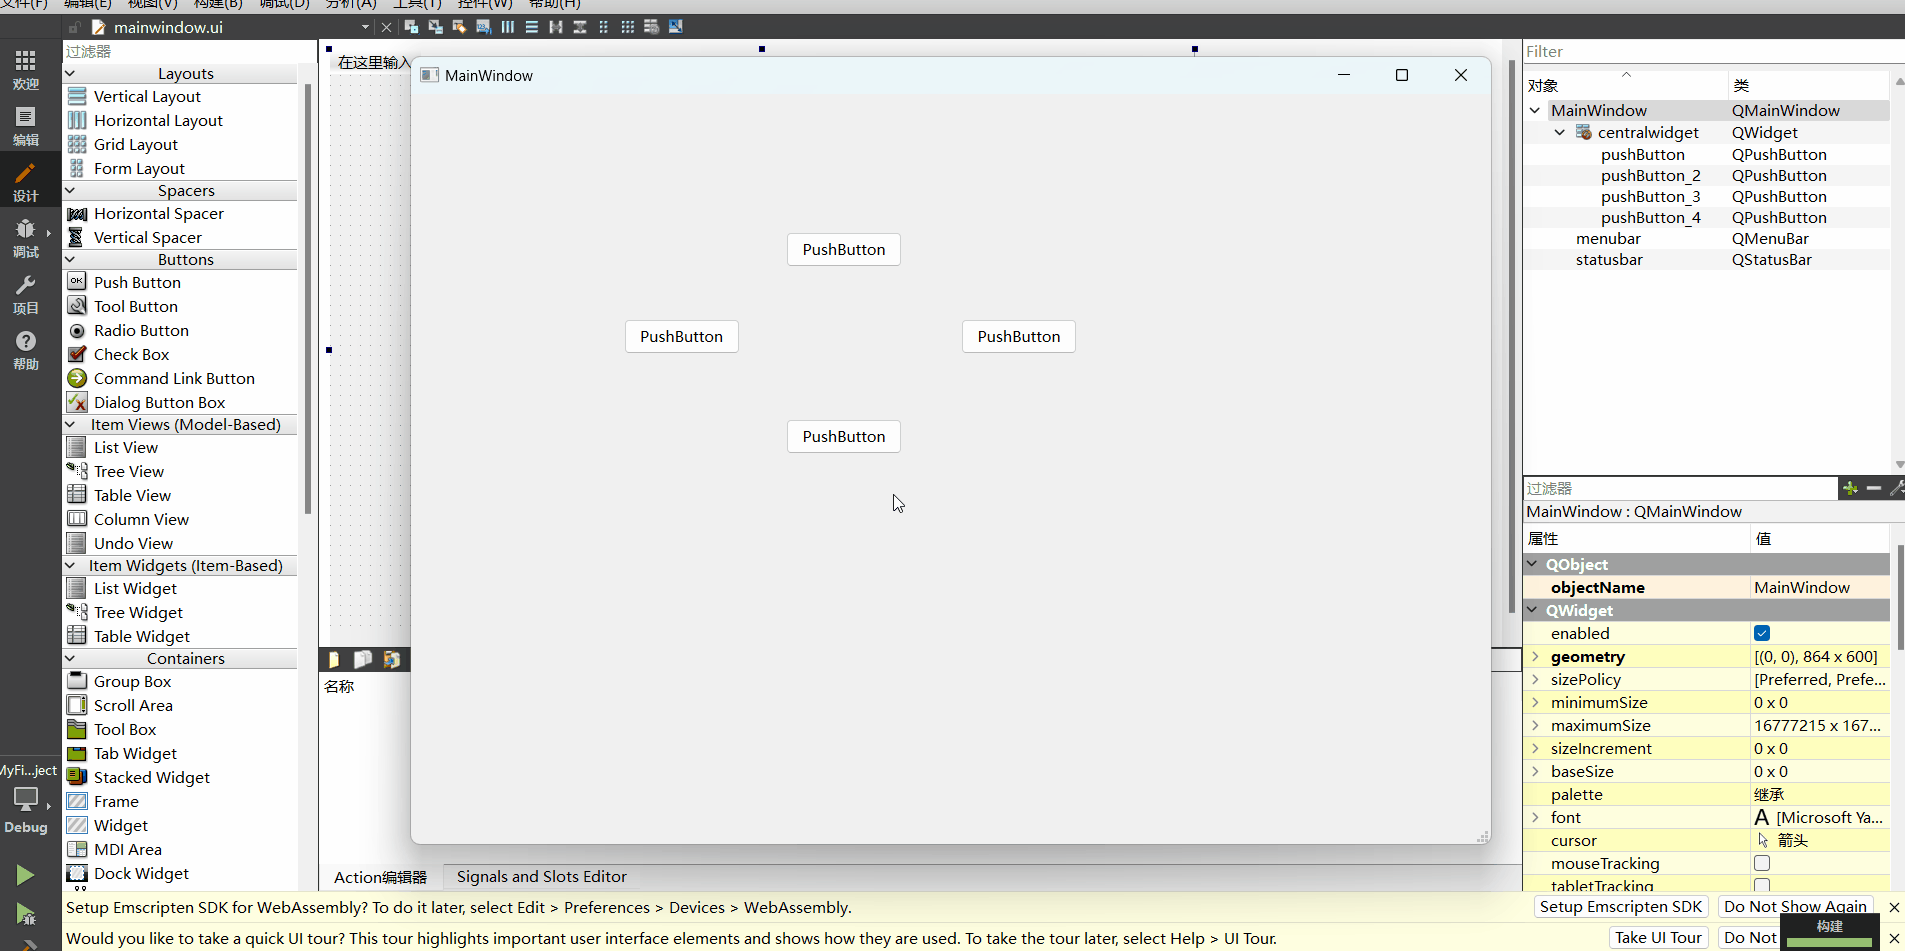 文件(F) 编辑(E) 视图(V) 构建(B) 调试(D) 分析(A) 工具(T) 控件(W) 帮助(H)
mainwindow.ui
欢迎
编辑
设计
调试
项目
帮助
MyFi...ject
Debug
过滤器
Layouts
Vertical Layout
Horizontal Layout
Grid Layout
Form Layout
Spacers
Horizontal Spacer
Vertical Spacer
Buttons
Push Button
Tool Button
Radio Button
Check Box
Command Link Button
Dialog Button Box
Item Views (Model-Based)
List View
Tree View
Table View
Column View
Undo View
Item Widgets (Item-Based)
List Widget
Tree Widget
Table Widget
Containers
Group Box
Scroll Area
Tool Box
Tab Widget
Stacked Widget
Frame
Widget
MDI Area
Dock Widget
在这里输入
MainWindow
PushButton
PushButton PushButton
PushButton
名称
Action编辑器 Signals and Slots Editor
Filter
对象 类
MainWindow QMainWindow
centralwidget QWidget
pushButton QPushButton
pushButton_2 QPushButton
pushButton_3 QPushButton
pushButton_4 QPushButton
menubar QMenuBar
statusbar QStatusBar
过滤器
MainWindow : QMainWindow
属性 值
QObject
objectName MainWindow
QWidget
enabled
geometry [(0, 0), 864 x 600]
sizePolicy [Preferred, Prefe...
minimumSize 0 x 0
maximumSize 16777215 x 167...
sizeIncrement 0 x 0
baseSize 0 x 0
palette 继承
font A [Microsoft Ya...
cursor 箭头
mouseTracking
tabletTracking
Setup Emscripten SDK for WebAssembly? To do it later, select Edit > Preferences > Devices > WebAssembly. Setup Emscripten SDK Do Not Show Again
Would you like to take a quick UI tour? This tour highlights important user interface elements and shows how they are used. To take the tour later, select Help > UI Tour. Take UI Tour Do Not
构建